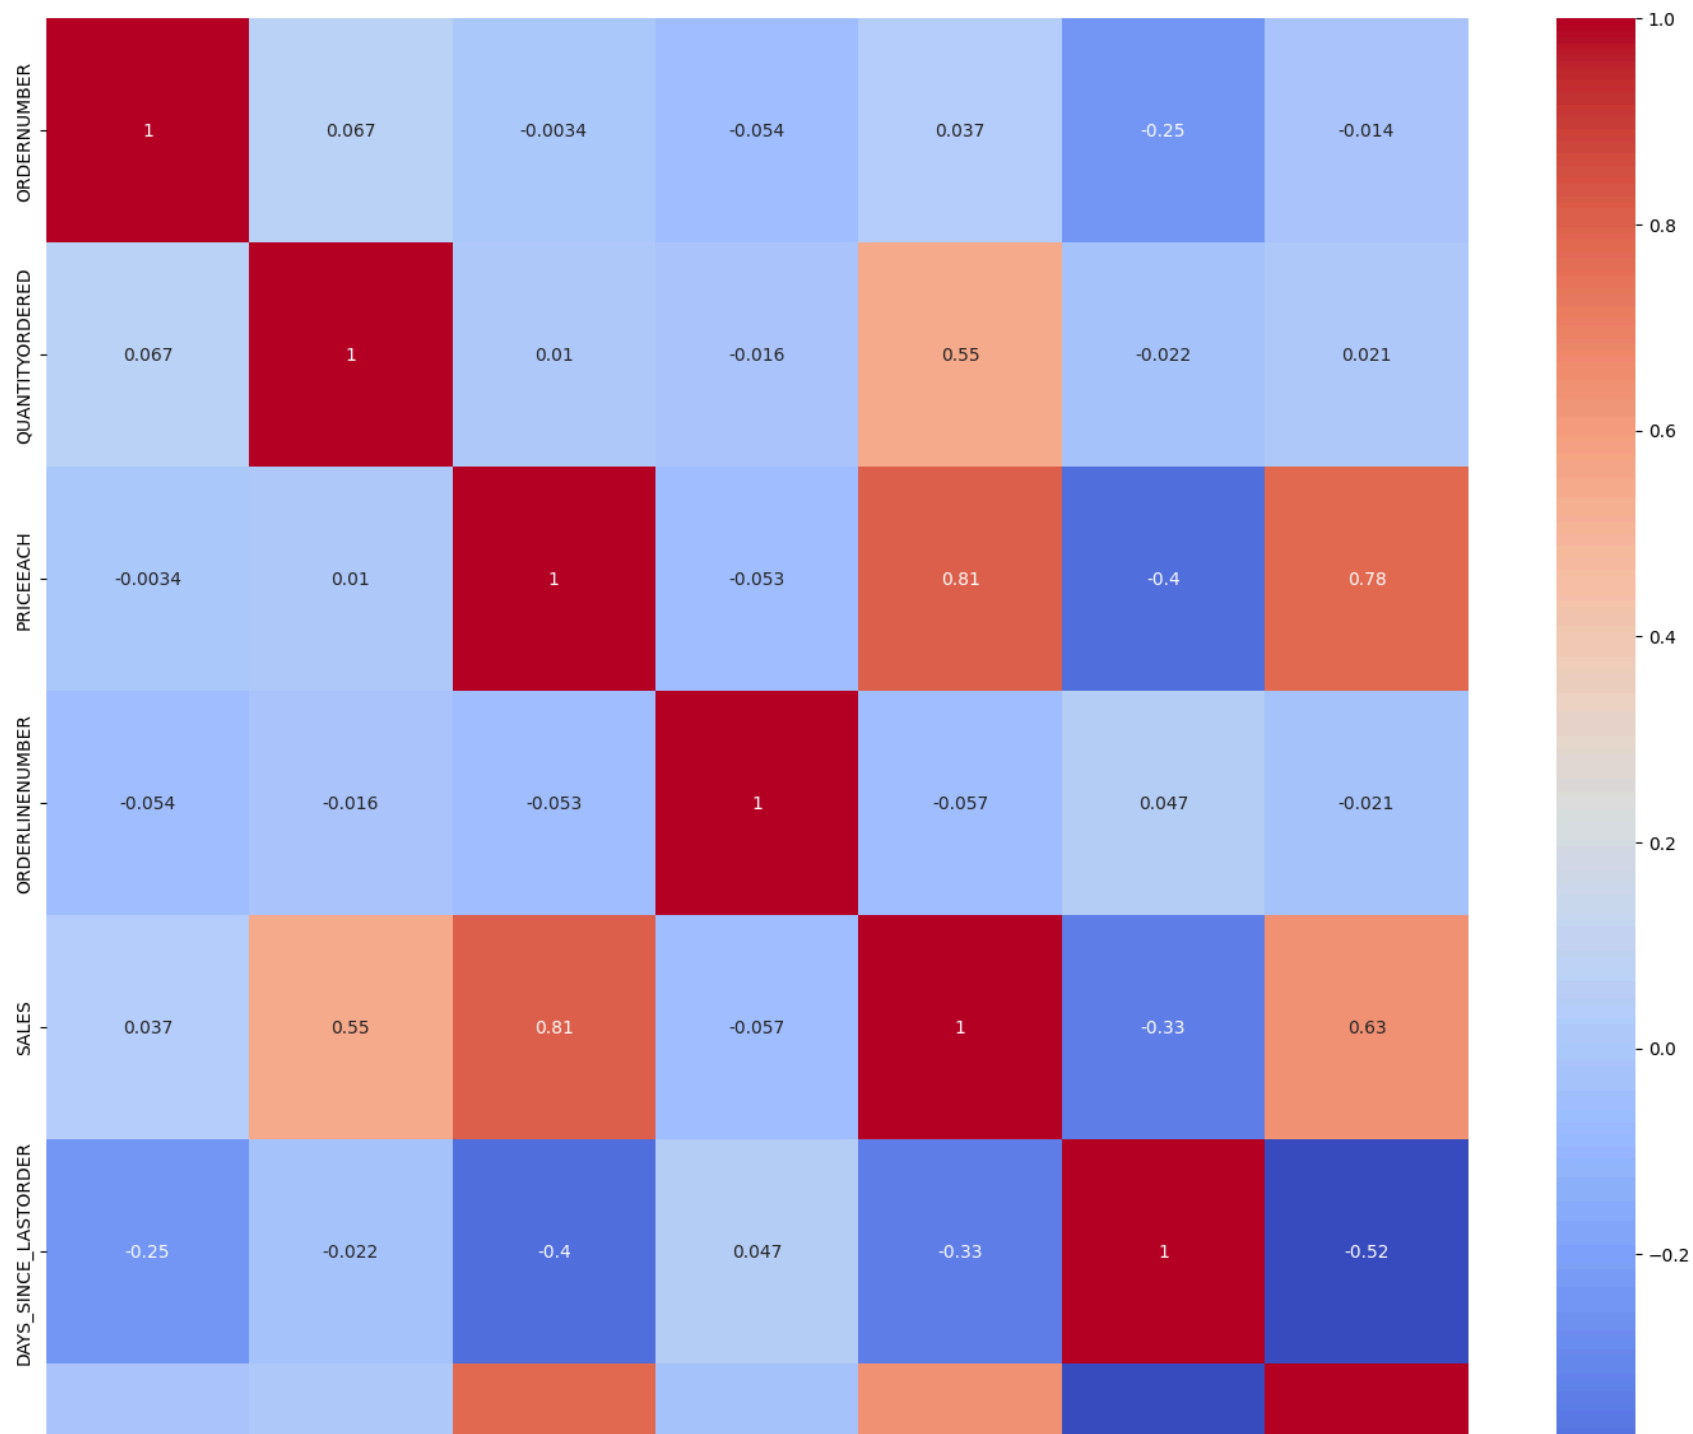 ORDERNUMBER
1 0.067 -0.0034 -0.054 0.037 -0.25 -0.014
QUANTITYORDERED
0.067 1 0.01 -0.016 0.55 -0.022 0.021
PRICEEACH
-0.0034 0.01 1 -0.053 0.81 -0.4 0.78
ORDERLINENUMBER
-0.054 -0.016 -0.053 1 -0.057 0.047 -0.021
SALES
0.037 0.55 0.81 -0.057 1 -0.33 0.63
DAYS_SINCE_LASTORDER
-0.25 -0.022 -0.4 0.047 -0.33 1 -0.52
1.0
0.8
0.6
0.4
0.2
0.0
−0.2